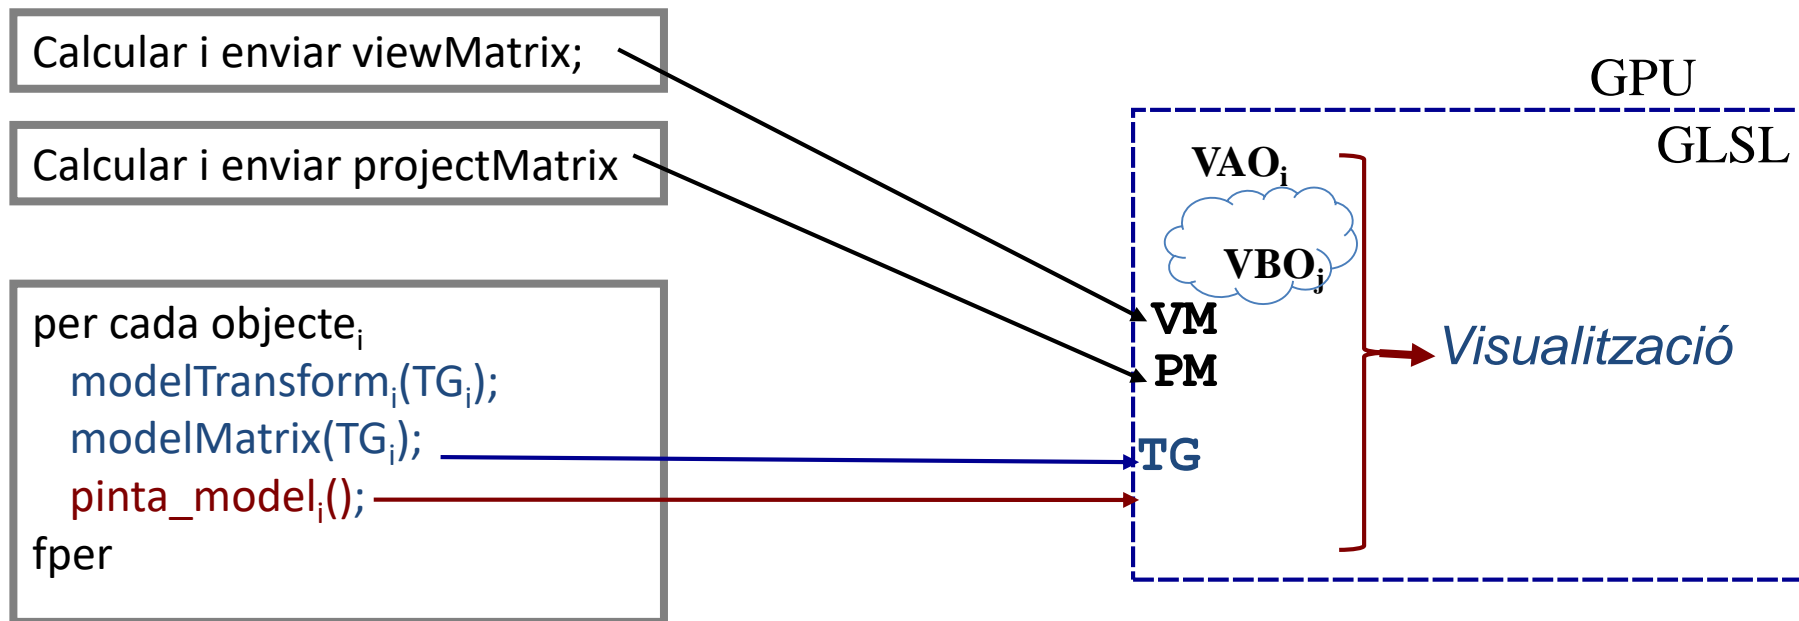 Calcular i enviar viewMatrix;
Calcular i enviar projectMatrix
per cada objecteᵢ
modelTransformᵢ(TGᵢ);
modelMatrix(TGᵢ);
pinta_modelᵢ();
fper
GPU
GLSL
VAOᵢ
VBOⱼ
VM
PM
TG
Visualització